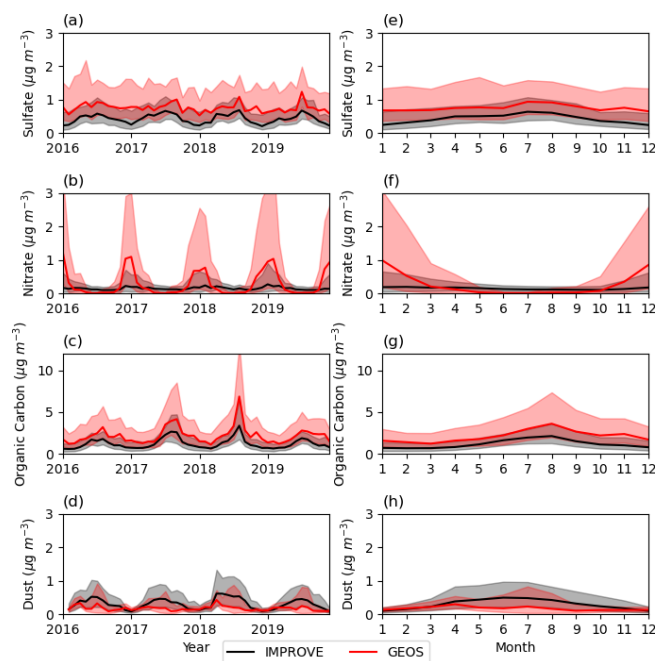 (a)
Sulfate (μg m⁻³)
3
2
1
0
2016 2017 2018 2019
(e)
Sulfate (μg m⁻³)
3
2
1
0
1 2 3 4 5 6 7 8 9 10 11 12
(b)
Nitrate (μg m⁻³)
3
2
1
0
2016 2017 2018 2019
(f)
Nitrate (μg m⁻³)
3
2
1
0
1 2 3 4 5 6 7 8 9 10 11 12
(c)
Organic Carbon (μg m⁻³)
10
5
0
2016 2017 2018 2019
(g)
Organic Carbon (μg m⁻³)
10
5
0
1 2 3 4 5 6 7 8 9 10 11 12
(d)
Dust (μg m⁻³)
3
2
1
0
2016 2017 2018 2019
Year
(h)
Dust (μg m⁻³)
3
2
1
0
1 2 3 4 5 6 7 8 9 10 11 12
Month
IMPROVE GEOS